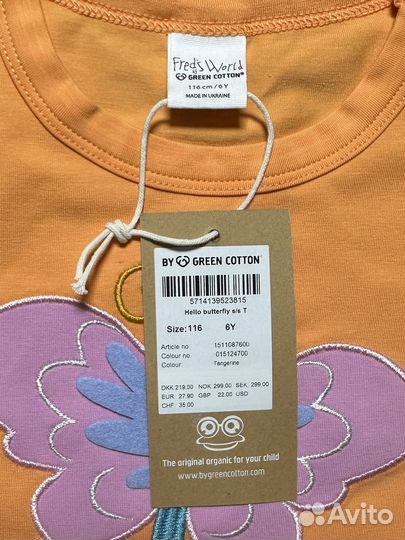 Fred's World
by
GREEN COTTON®
116 cm / 6 Y
MADE IN UKRAINE
BY GREEN COTTON®
5714139523815
Hello butterfly s/s T
Size: 116 6Y
Article no 1511087600
Colour no 015124700
Tangerine
DKK 219.00 NOK 299.00 SEK 299.00
EUR 27.90 GBP 22.00 USD
CHF 35.00
The original organic for your child
www.bygreencotton.com
Avito